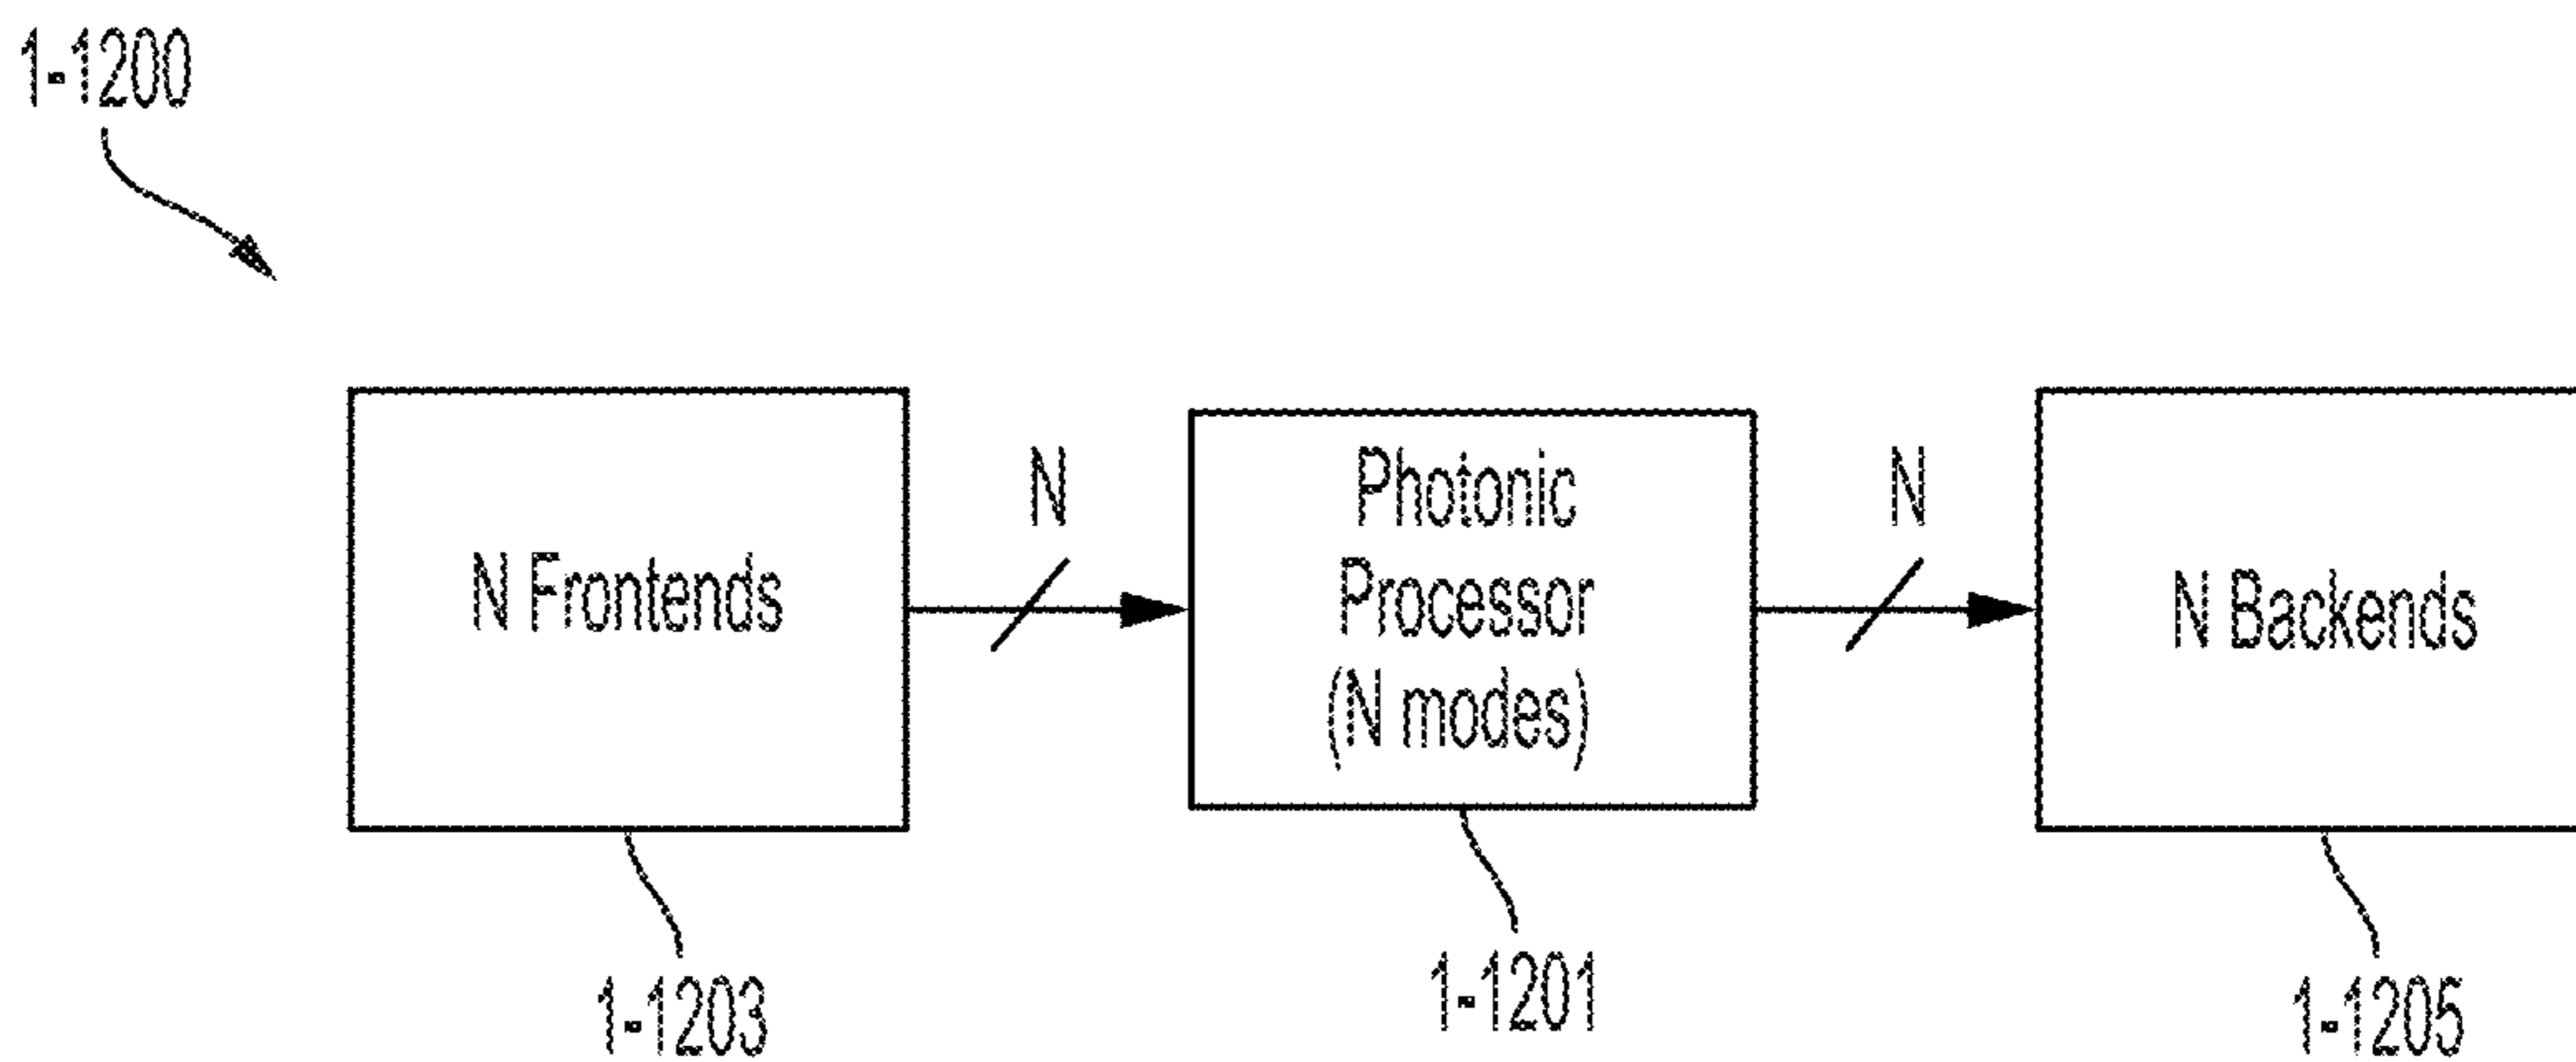 1-1200
N Frontends
N
Photonic
Processor
(N modes)
N
N Backends
1-1203
1-1201
1-1205